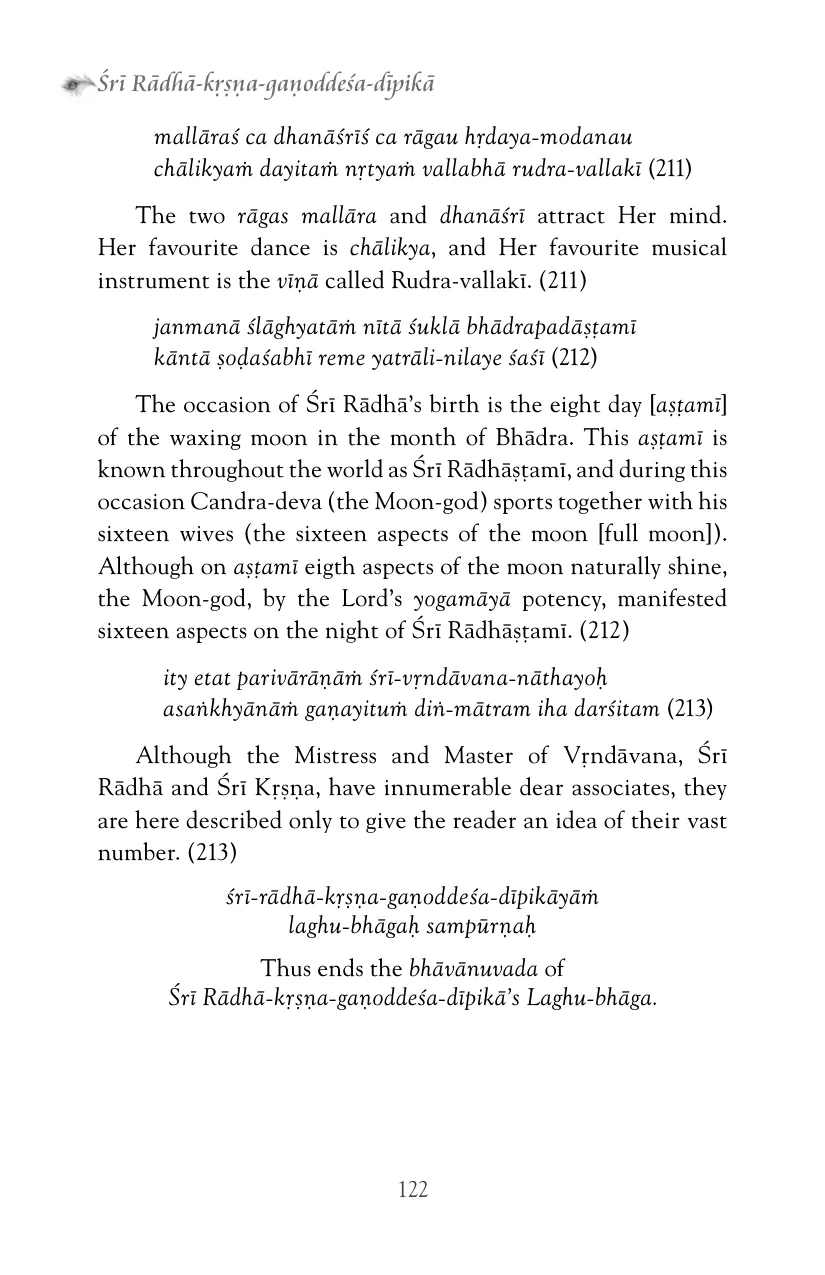 Śrī Rādhā-kṛṣṇa-gaṇoddeśa-dīpikā
mallāraś ca dhanāśrīś ca rāgau hṛdaya-modanau
chālikyaṁ dayitaṁ nṛtyaṁ vallabhā rudra-vallakī (211)
The two rāgas mallāra and dhanāśrī attract Her mind.
Her favourite dance is chālikya, and Her favourite musical
instrument is the vīṇā called Rudra-vallakī. (211)
janmanā ślāghyatāṁ nītā śuklā bhādrapadāṣṭamī
kāntā ṣoḍaśabhī reme yatrāli-nilaye śaśī (212)
The occasion of Śrī Rādhā’s birth is the eight day [aṣṭamī]
of the waxing moon in the month of Bhādra. This aṣṭamī is
known throughout the world as Śrī Rādhāṣṭamī, and during this
occasion Candra-deva (the Moon-god) sports together with his
sixteen wives (the sixteen aspects of the moon [full moon]).
Although on aṣṭamī eigth aspects of the moon naturally shine,
the Moon-god, by the Lord’s yogamāyā potency, manifested
sixteen aspects on the night of Śrī Rādhāṣṭamī. (212)
ity etat parivārāṇāṁ śrī-vṛndāvana-nāthayoḥ
asaṅkhyānāṁ gaṇayituṁ diṅ-mātram iha darśitam (213)
Although the Mistress and Master of Vṛndāvana, Śrī
Rādhā and Śrī Kṛṣṇa, have innumerable dear associates, they
are here described only to give the reader an idea of their vast
number. (213)
śrī-rādhā-kṛṣṇa-gaṇoddeśa-dīpikāyāṁ
laghu-bhāgaḥ sampūrṇaḥ
Thus ends the bhāvānuvada of
Śrī Rādhā-kṛṣṇa-gaṇoddeśa-dīpikā’s Laghu-bhāga.
122